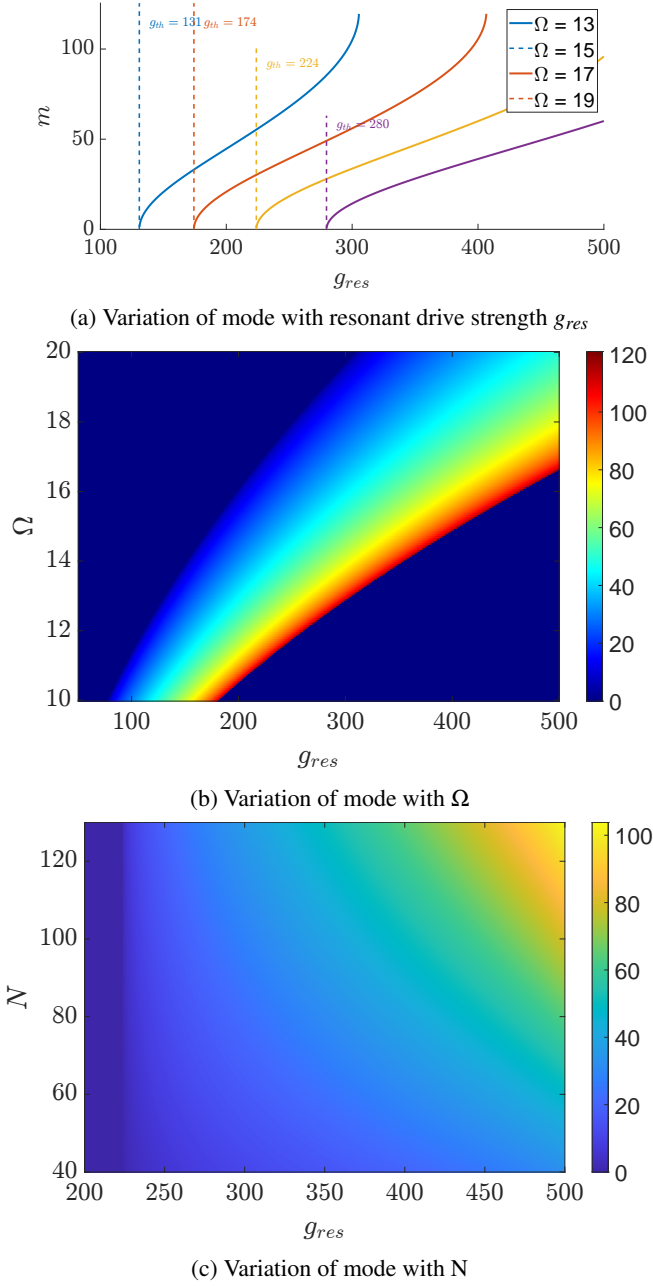 g_th = 131 g_th = 174
g_th = 224
g_th = 280
Ω = 13
Ω = 15
Ω = 17
Ω = 19
100
50
0
m
100 200 300 400 500
g_res
(a) Variation of mode with resonant drive strength g_res
20
18
16
14
12
10
Ω
100 200 300 400 500
g_res
120
100
80
60
40
20
0
(b) Variation of mode with Ω
120
100
80
60
40
N
200 250 300 350 400 450 500
g_res
100
80
60
40
20
0
(c) Variation of mode with N